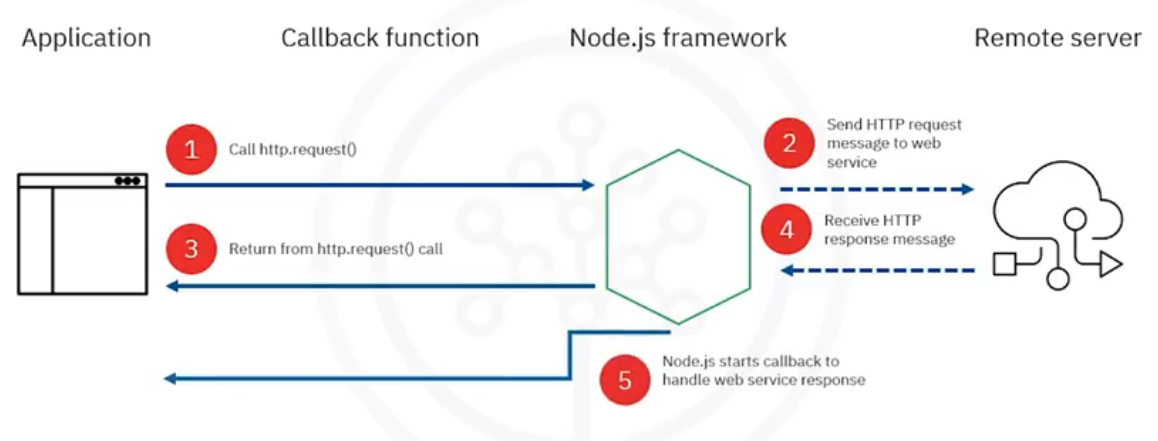 Application
Callback function
Node.js framework
Remote server
1
Call http.request()
2
Send HTTP request
message to web
service
3
Return from http.request() call
4
Receive HTTP
response message
5
Node.js starts callback to
handle web service response